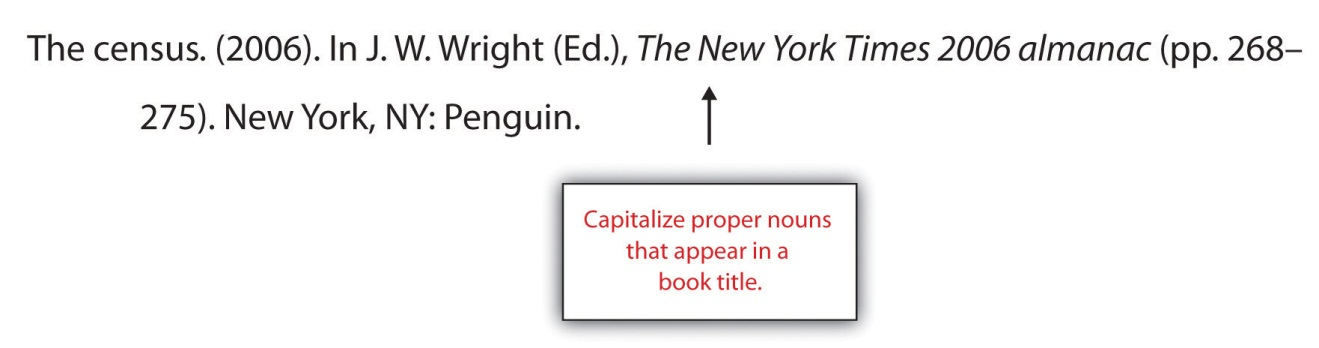 The census. (2006). In J. W. Wright (Ed.), The New York Times 2006 almanac (pp. 268–
275). New York, NY: Penguin.
Capitalize proper nouns
that appear in a
book title.